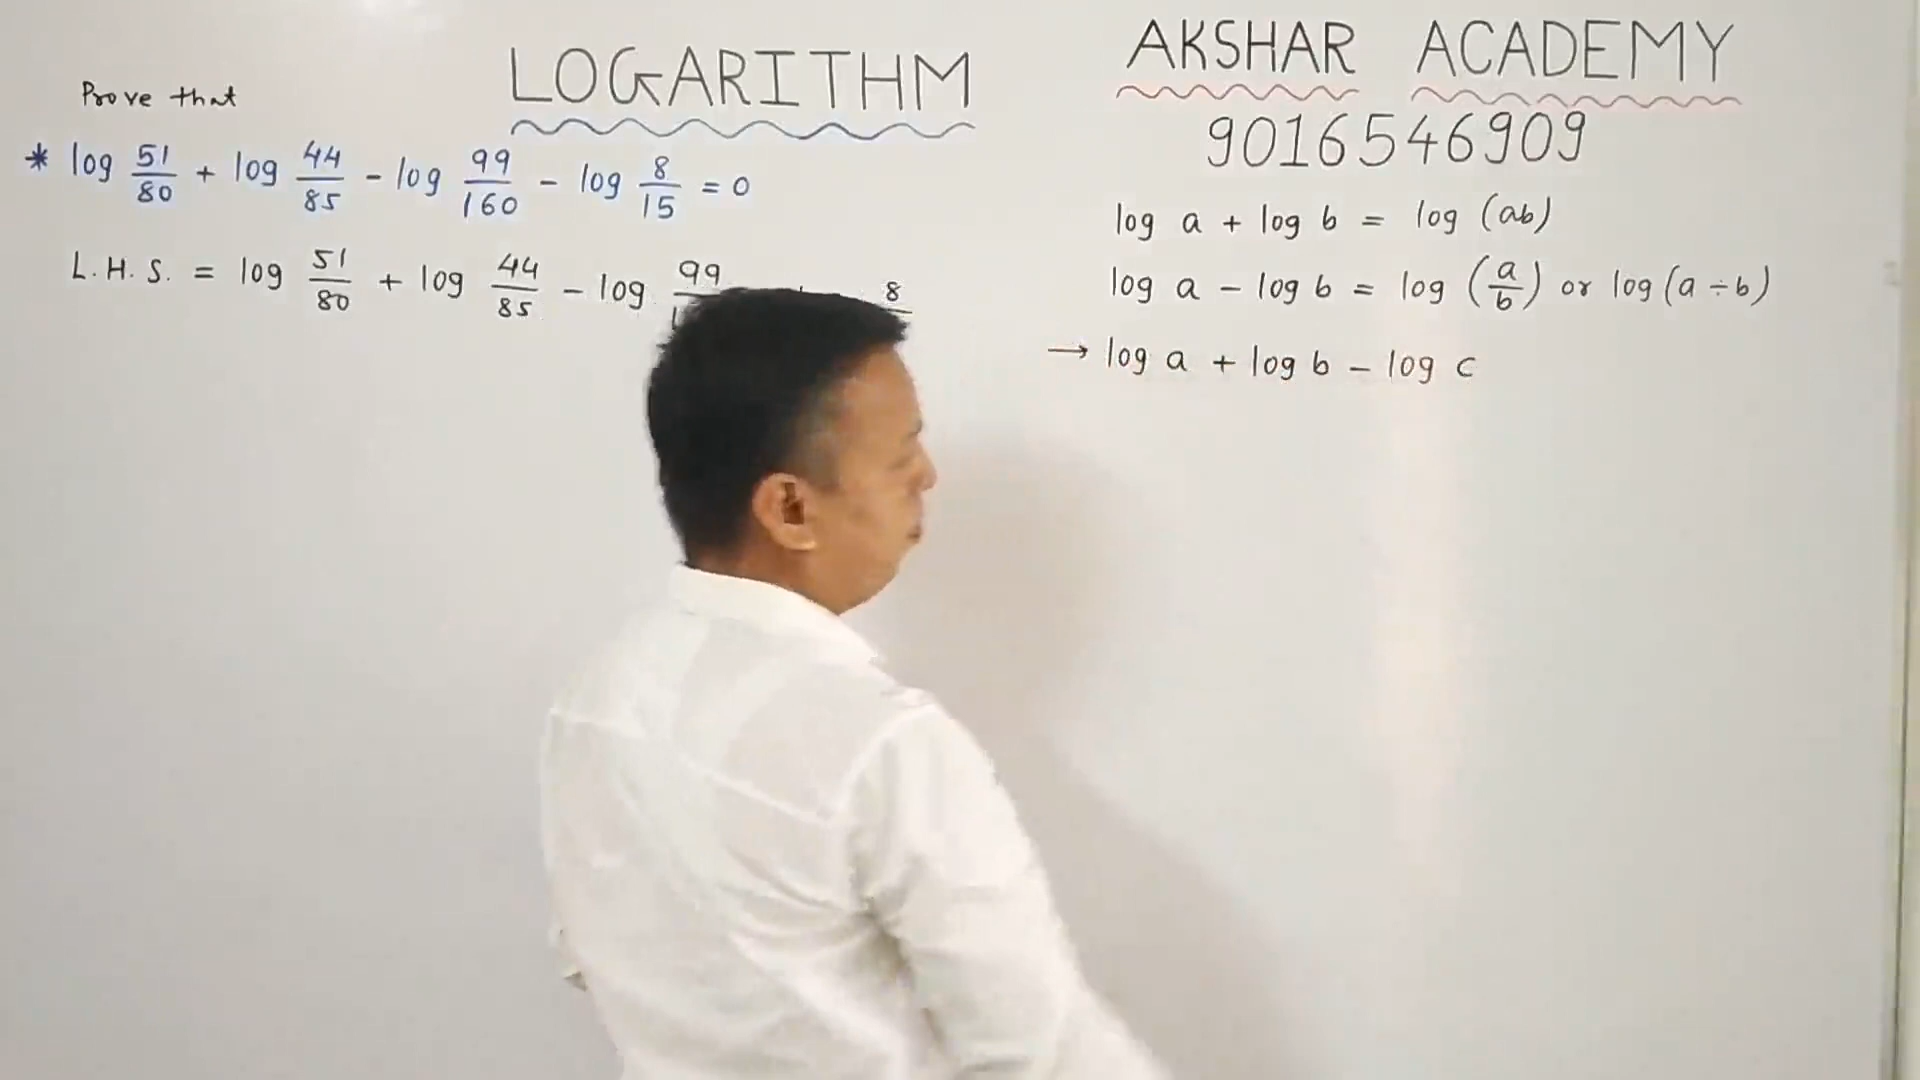 LOGARITHM
Prove that
* log 51/80 + log 44/85 - log 99/160 - log 8/15 = 0
L.H.S. = log 51/80 + log 44/85 - log 99 8
AKSHAR ACADEMY
9016546909
log a + log b = log (ab)
log a - log b = log (a/b) or log (a ÷ b)
→ log a + log b - log c